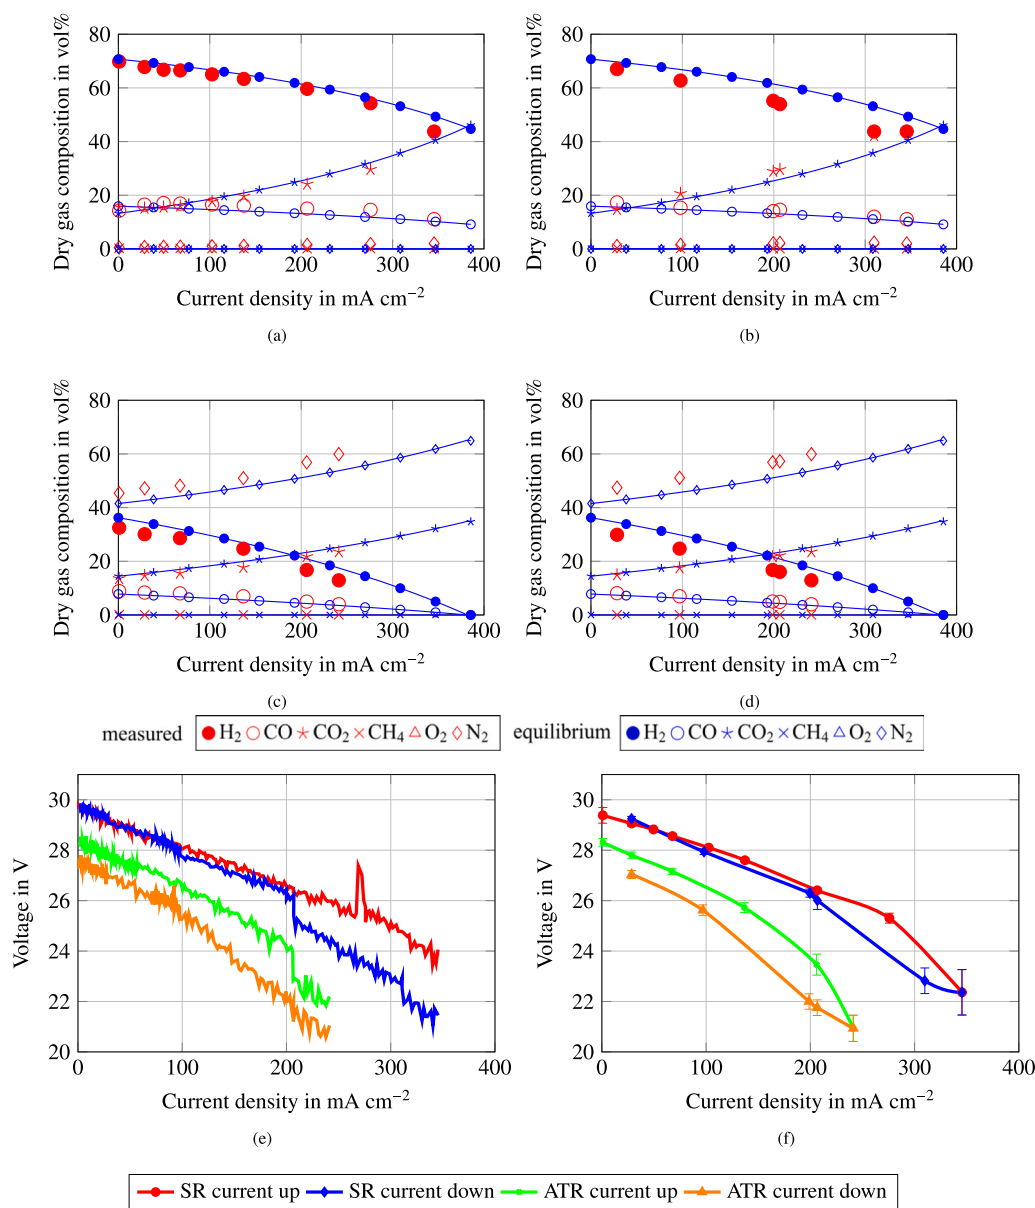 Dry gas composition in vol%
80
60
40
20
0
0 100 200 300 400
Current density in mA cm−2
(a)
Dry gas composition in vol%
80
60
40
20
0
0 100 200 300 400
Current density in mA cm−2
(b)
Dry gas composition in vol%
80
60
40
20
0
0 100 200 300 400
Current density in mA cm−2
(c)
Dry gas composition in vol%
80
60
40
20
0
0 100 200 300 400
Current density in mA cm−2
(d)
measured H2 CO CO2 CH4 O2 N2 equilibrium H2 CO CO2 CH4 O2 N2
Voltage in V
30
28
26
24
22
20
0 100 200 300 400
Current density in mA cm−2
(e)
Voltage in V
30
28
26
24
22
20
0 100 200 300 400
Current density in mA cm−2
(f)
SR current up SR current down ATR current up ATR current down